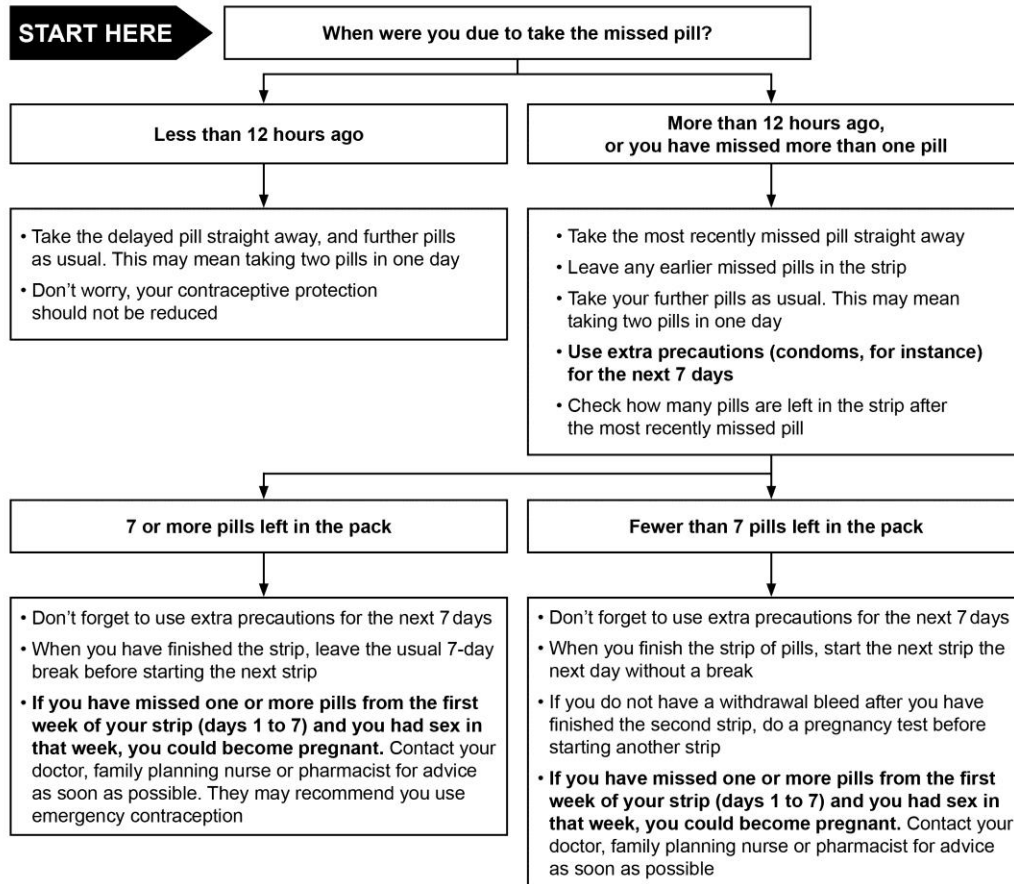 START HERE
When were you due to take the missed pill?
Less than 12 hours ago
More than 12 hours ago,
or you have missed more than one pill
• Take the delayed pill straight away, and further pills
as usual. This may mean taking two pills in one day
• Don’t worry, your contraceptive protection
should not be reduced
• Take the most recently missed pill straight away
• Leave any earlier missed pills in the strip
• Take your further pills as usual. This may mean
taking two pills in one day
• Use extra precautions (condoms, for instance)
for the next 7 days
• Check how many pills are left in the strip after
the most recently missed pill
7 or more pills left in the pack
Fewer than 7 pills left in the pack
• Don’t forget to use extra precautions for the next 7 days
• When you have finished the strip, leave the usual 7-day
break before starting the next strip
• If you have missed one or more pills from the first
week of your strip (days 1 to 7) and you had sex in
that week, you could become pregnant. Contact your
doctor, family planning nurse or pharmacist for advice
as soon as possible. They may recommend you use
emergency contraception
• Don’t forget to use extra precautions for the next 7 days
• When you finish the strip of pills, start the next strip the
next day without a break
• If you do not have a withdrawal bleed after you have
finished the second strip, do a pregnancy test before
starting another strip
• If you have missed one or more pills from the first
week of your strip (days 1 to 7) and you had sex in
that week, you could become pregnant. Contact your
doctor, family planning nurse or pharmacist for advice
as soon as possible